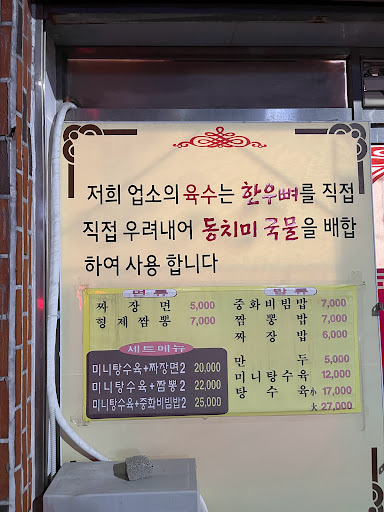 저희 업소의 육수는 한우뼈를 직접
직접 우려내어 동치미 국물을 배합
하여 사용 합니다
면 류
짜 장 면 5,000
형 제 짬 뽕 7,000
세트메뉴
미니탕수육+짜장면2 20,000
미니탕수육+짬뽕2 22,000
미니탕수육+중화비빔밥2 25,000
밥 류
중화비빔밥 7,000
짬 뽕 밥 7,000
짜 장 밥 6,000
만 두 5,000
미니탕수육 12,000
탕 수 육 小 17,000
大 27,000